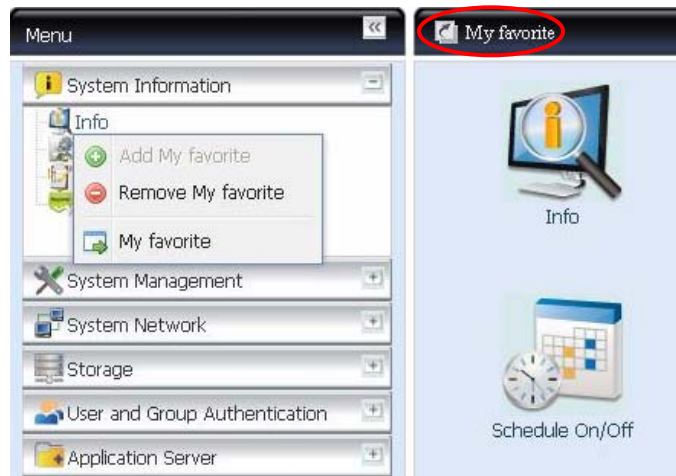 Menu
System Information
Info
Add My favorite
Remove My favorite
My favorite
System Management
System Network
Storage
User and Group Authentication
Application Server
My favorite
Info
Schedule On/Off